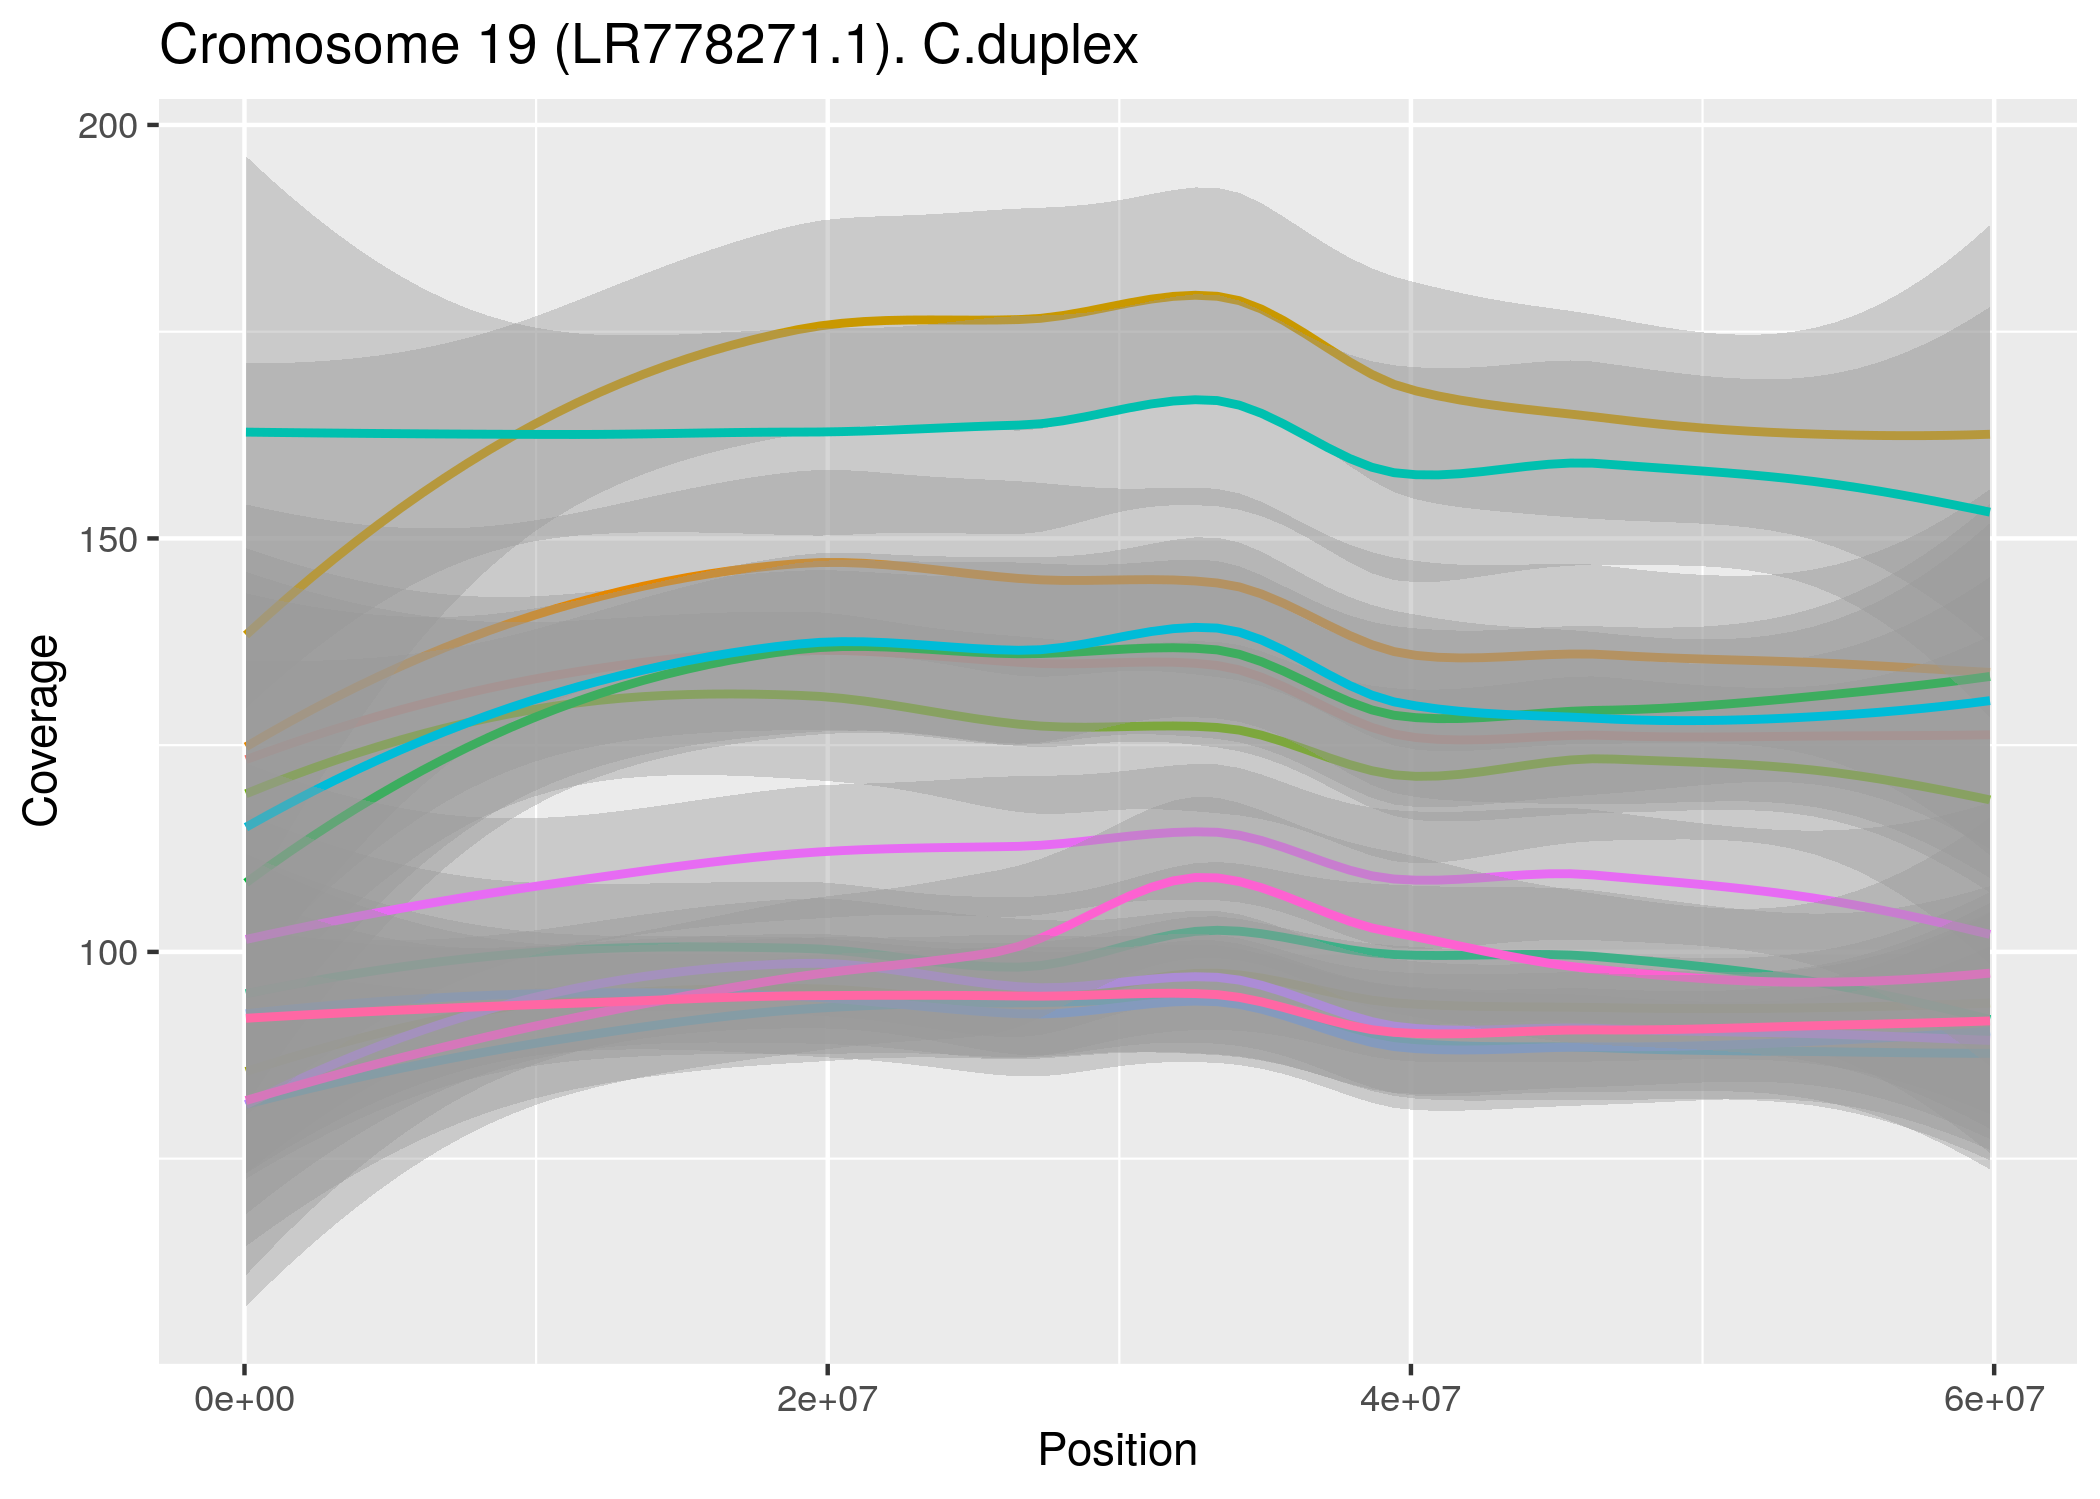 Cromosome 19 (LR778271.1). C.duplex
200
150
100
Coverage
0e+00 2e+07 4e+07 6e+07
Position